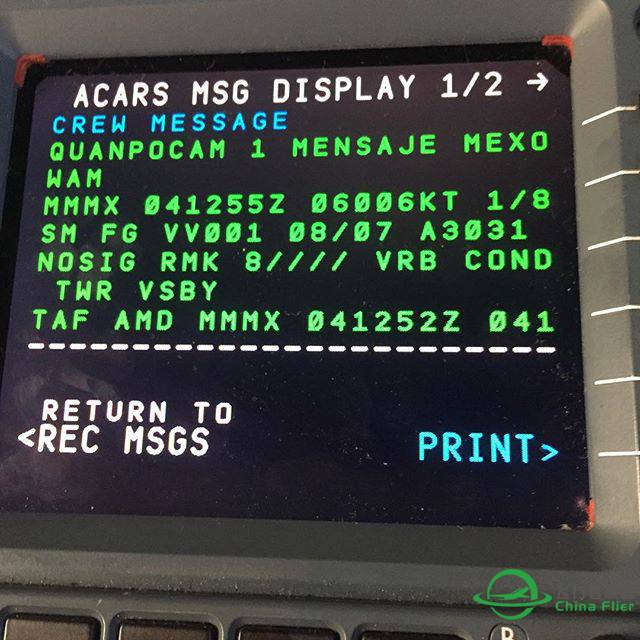 ACARS MSG DISPLAY 1/2 →
CREW MESSAGE
QUANPOCAM 1 MENSAJE MEXO
WAM
MMMX 041255Z 06006KT 1/8
SM FG VV001 08/07 A3031
NOSIG RMK 8//// VRB COND
TWR VSBY
TAF AMD MMMX 041252Z 041
RETURN TO
<REC MSGS
PRINT>
China Flier